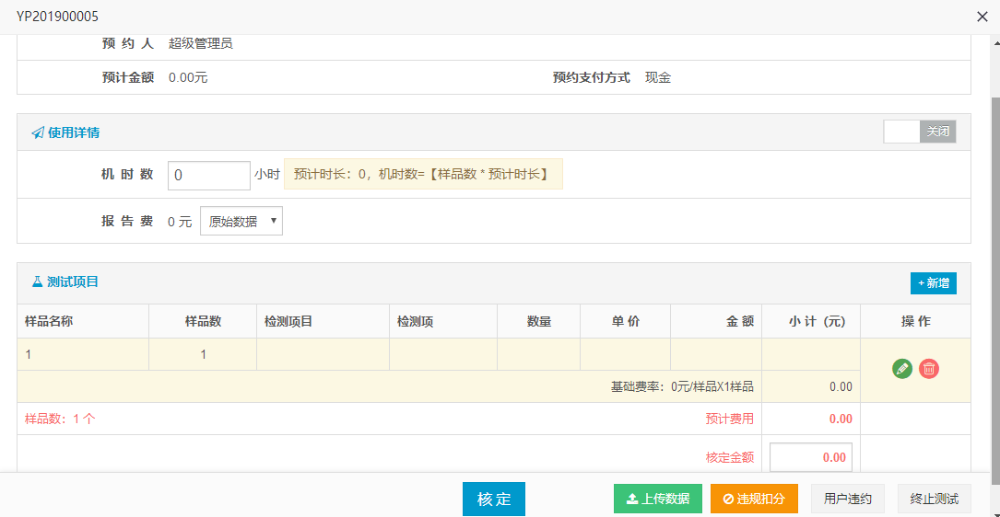 YP201900005
预 约 人 超级管理员
预计金额 0.00元 预约支付方式 现金
使用详情 关闭
机 时 数 0 小时 预计时长：0，机时数=【样品数 * 预计时长】
报 告 费 0 元 原始数据
测试项目 + 新增
样品名称 样品数 检测项目 检测项 数量 单 价 金 额 小 计（元） 操 作
1 1
基础费率：0元/样品X1样品 0.00
样品数：1 个 预计费用 0.00
核定金额 0.00
核 定 上传数据 违规扣分 用户违约 终止测试